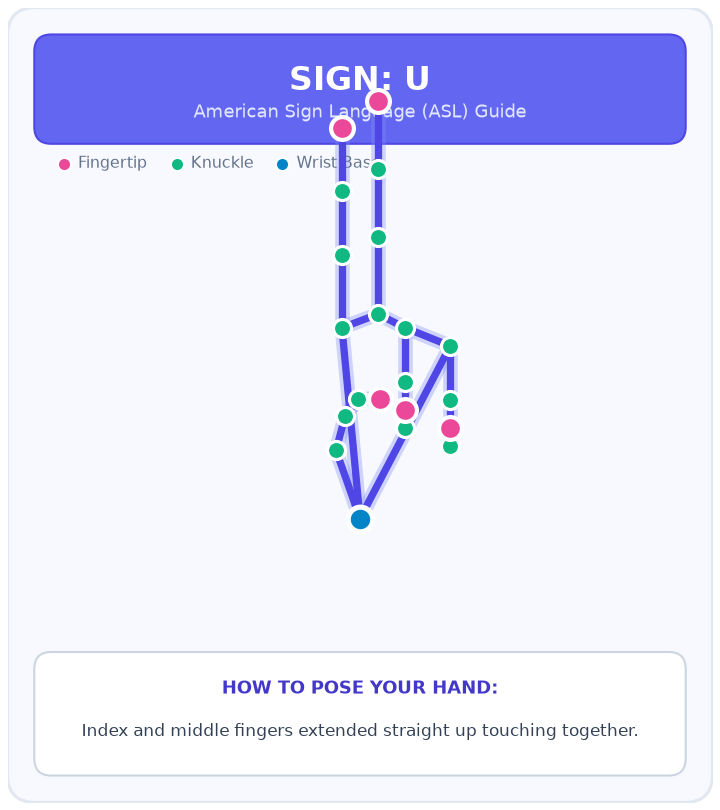 SIGN: U
American Sign Language (ASL) Guide
Fingertip Knuckle Wrist Base
HOW TO POSE YOUR HAND:
Index and middle fingers extended straight up touching together.